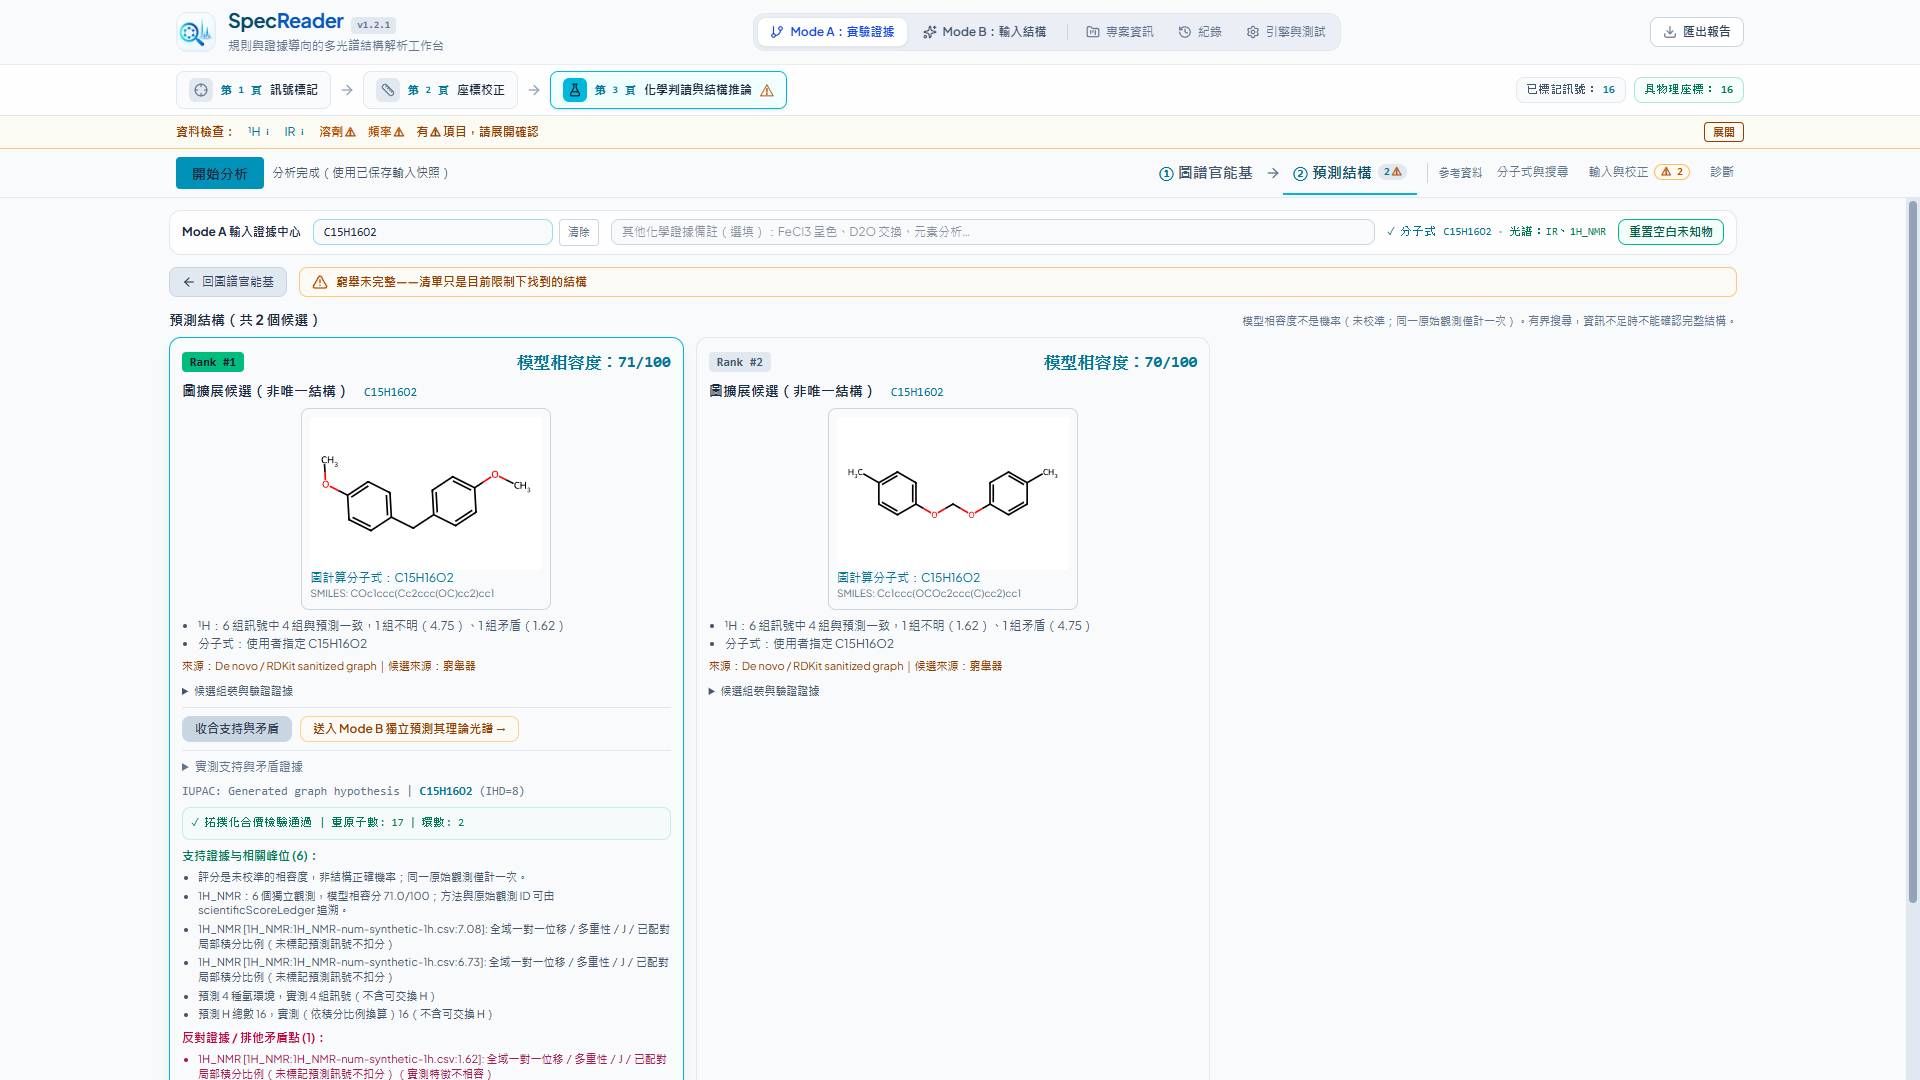 SpecReader v1.2.1
規則與證據導向的多光譜結構解析工作台
Mode A：實驗證據
Mode B：輸入結構
專案資訊
紀錄
引擎與測試
匯出報告
第 1 頁 訊號標記
第 2 頁 座標校正
第 3 頁 化學判讀與結構推論
已標記訊號： 16
具物理座標： 16
資料檢查： ¹H i IR i 溶劑⚠ 頻率⚠ 有⚠項目，請展開確認
展開
開始分析
分析完成（使用已保存輸入快照）
① 圖譜官能基 → ② 預測結構 2⚠
參考資料
分子式與搜尋
輸入與校正 ⚠ 2
診斷
Mode A 輸入證據中心
C15H16O2
清除
其他化學證據備註（選填）：FeCl3 呈色、D2O 交換、元素分析…
✓ 分子式 C15H16O2 · 光譜：IR、1H_NMR
重置空白未知物
← 回圖譜官能基
窮舉未完整——清單只是目前限制下找到的結構
預測結構（共 2 個候選）
模型相容度不是機率（未校準；同一原始觀測僅計一次）。有界搜尋，資訊不足時不能確認完整結構。
Rank #1
模型相容度：71/100
圖擴展候選（非唯一結構） C15H16O2
CH3
O
O
CH3
圖計算分子式：C15H16O2
SMILES: COc1ccc(Cc2ccc(OC)cc2)cc1
• ¹H：6 組訊號中 4 組與預測一致，1 組不明（4.75）、1 組矛盾（1.62）
• 分子式：使用者指定 C15H16O2
來源：De novo / RDKit sanitized graph｜候選來源：窮舉器
▶ 候選組裝與驗證證據
收合支持與矛盾
送入 Mode B 獨立預測其理論光譜 →
▶ 實測支持與矛盾證據
IUPAC: Generated graph hypothesis | C15H16O2 (IHD=8)
✓ 拓撲化合價檢驗通過 | 重原子數: 17 | 環數: 2
支持證據与相關峰位 (6)：
• 評分是未校準的相容度，非結構正確機率；同一原始觀測僅計一次。
• 1H_NMR：6 個獨立觀測，模型相容分 71.0/100；方法與原始觀測 ID 可由
scientificScoreLedger 追溯。
• 1H_NMR [1H_NMR:1H_NMR-num-synthetic-1h.csv:7.08]: 全域一對一位移 / 多重性 / J / 已配對
局部積分比例（未標記預測訊號不扣分）
• 1H_NMR [1H_NMR:1H_NMR-num-synthetic-1h.csv:6.73]: 全域一對一位移 / 多重性 / J / 已配對
局部積分比例（未標記預測訊號不扣分）
• 預測 4 種氫環境，實測 4 組訊號（不含可交換 H）
• 預測 H 總數 16，實測（依積分比例換算）16（不含可交換 H）
反對證據 / 排他矛盾點 (1)：
• 1H_NMR [1H_NMR:1H_NMR-num-synthetic-1h.csv:1.62]: 全域一對一位移 / 多重性 / J / 已配對
局部積分比例（未標記預測訊號不扣分）（實測特徵不相容）
Rank #2
模型相容度：70/100
圖擴展候選（非唯一結構） C15H16O2
H3C
CH3
O
O
圖計算分子式：C15H16O2
SMILES: Cc1ccc(OCOc2ccc(C)cc2)cc1
• ¹H：6 組訊號中 4 組與預測一致，1 組不明（1.62）、1 組矛盾（4.75）
• 分子式：使用者指定 C15H16O2
來源：De novo / RDKit sanitized graph｜候選來源：窮舉器
▶ 候選組裝與驗證證據